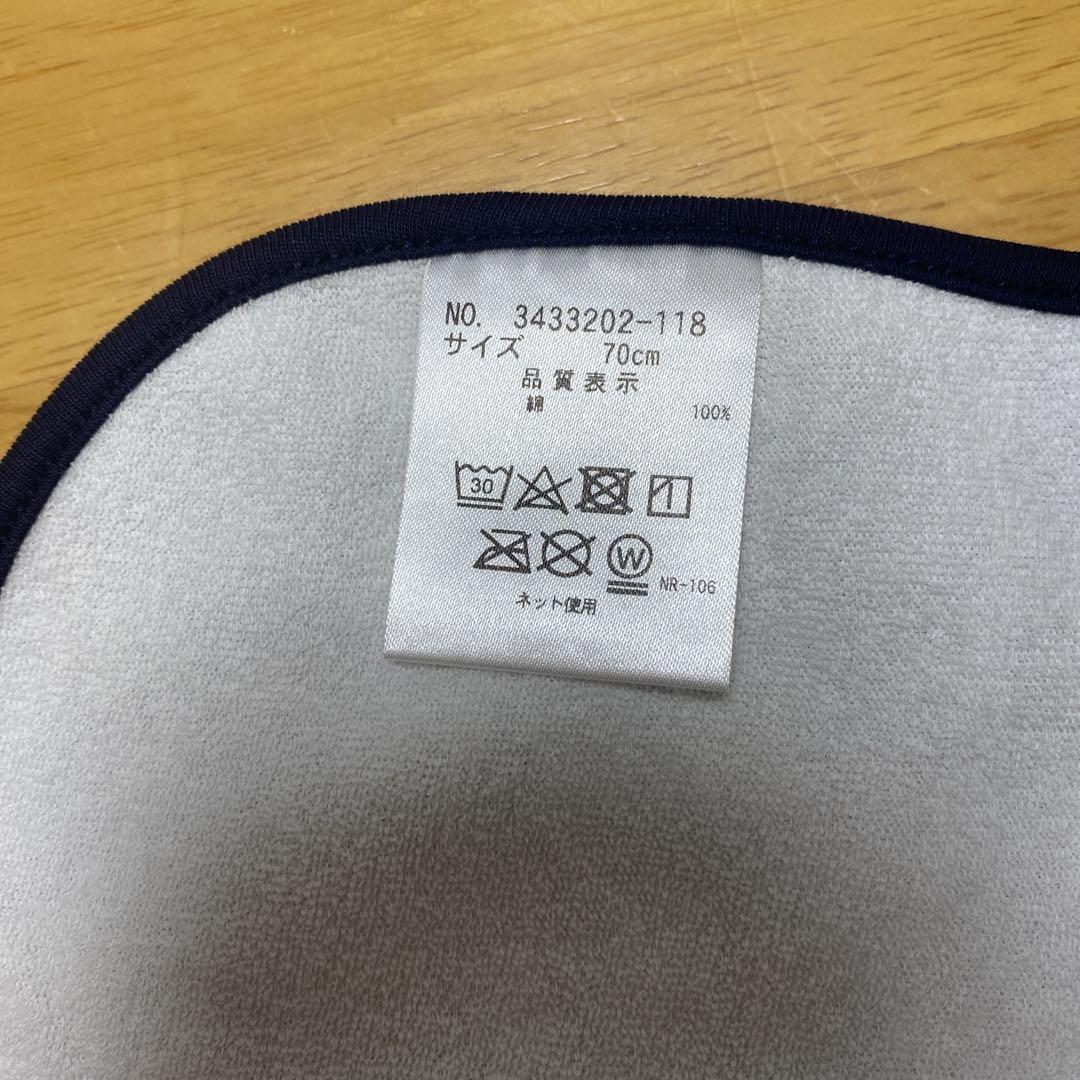 NO. 3433202-118
サイズ 70cm
品質表示
綿 100%
30
W NR-106
ネット使用